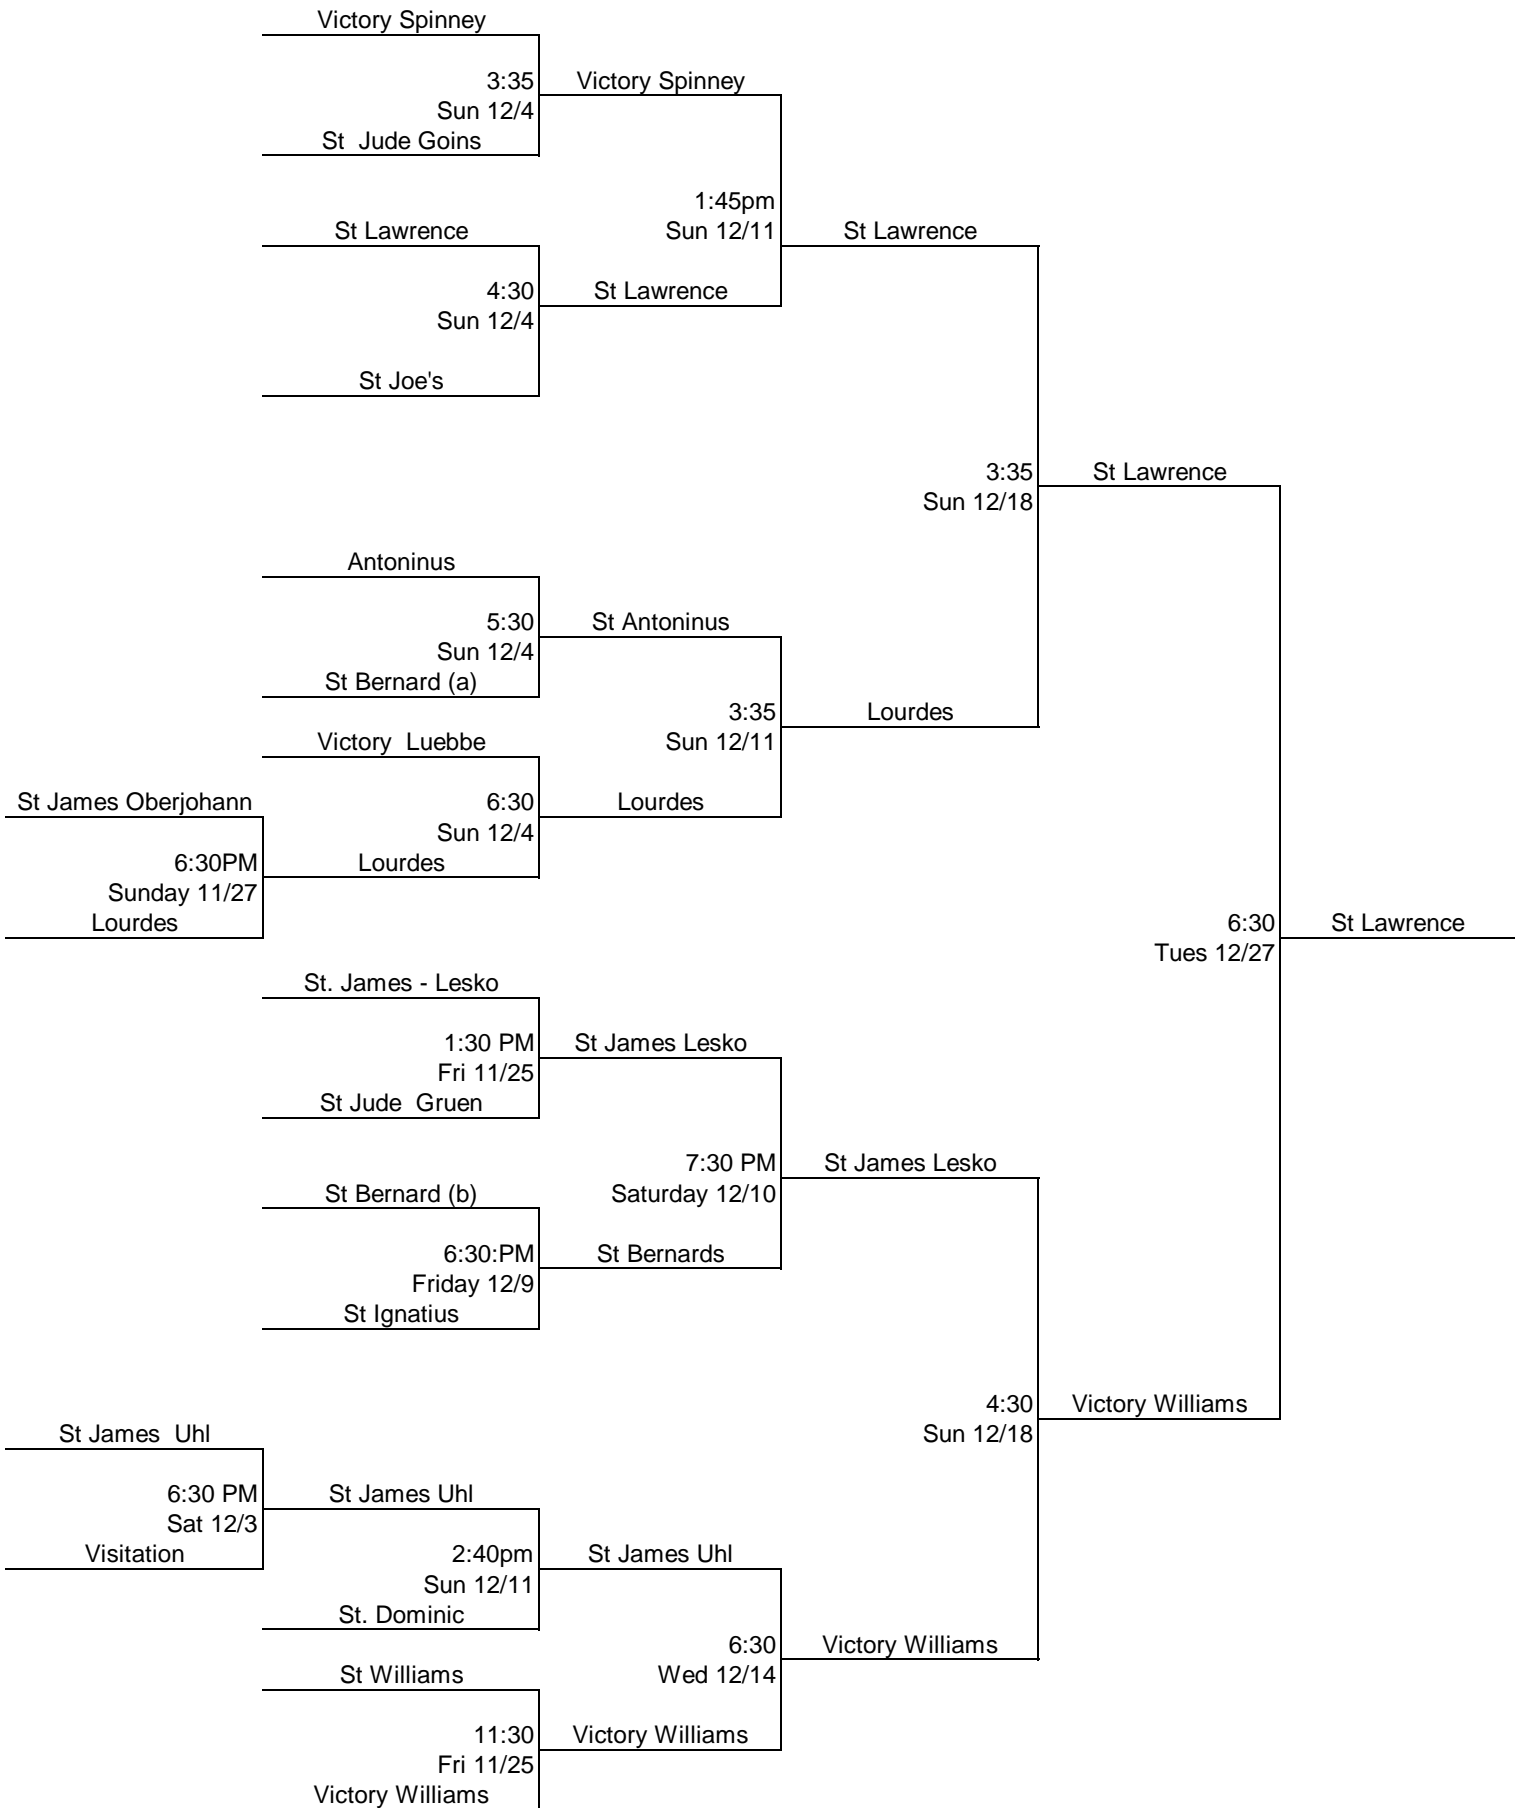 Victory Spinney
3:35
Victory Spinney
Sun 12/4
St  Jude Goins
1:45pm
St Lawrence
Sun 12/11
St Lawrence
4:30
St Lawrence
Sun 12/4
St Joe's
3:35
St Lawrence
Sun 12/18
Antoninus
5:30
St Antoninus
Sun 12/4
St Bernard (a)
3:35
Lourdes
Victory  Luebbe
Sun 12/11
St James Oberjohann
6:30
Lourdes
Sun 12/4
6:30PM
Lourdes
Sunday 11/27
Lourdes
6:30
St Lawrence
Tues 12/27
St. James - Lesko
1:30 PM
St James Lesko
Fri 11/25
St Jude  Gruen
7:30 PM
St James Lesko
St Bernard (b)
Saturday 12/10
6:30:PM
St Bernards
Friday 12/9
St Ignatius
4:30
Victory Williams
St James  Uhl
Sun 12/18
6:30 PM
St James Uhl
Sat 12/3
Visitation
2:40pm
St James Uhl
Sun 12/11
St. Dominic
6:30
Victory Williams
St Williams
Wed 12/14
11:30
Victory Williams
Fri 11/25
Victory Williams